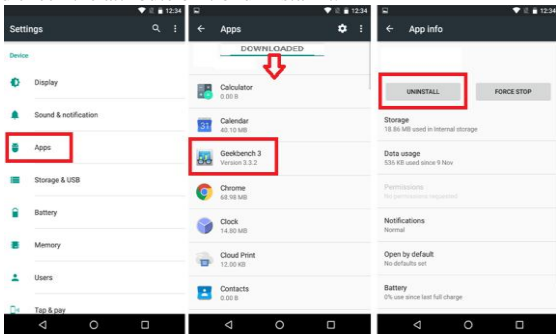 12:34
Settings
Device
Display
Sound & notification
Apps
Storage & USB
Battery
Memory
Users
Tap & pay
12:34
Apps
DOWNLOADED
Calculator
0.00 B
31
Calendar
40.10 MB
Geekbench 3
Version 3.3.2
Chrome
68.98 MB
Clock
14.80 MB
Cloud Print
12.00 KB
Contacts
0.00 B
12:34
App info
UNINSTALL
FORCE STOP
Storage
18.86 MB used in Internal storage
Data usage
536 KB used since 9 Nov
Permissions
No permissions requested
Notifications
Normal
Open by default
No defaults set
Battery
0% use since last full charge